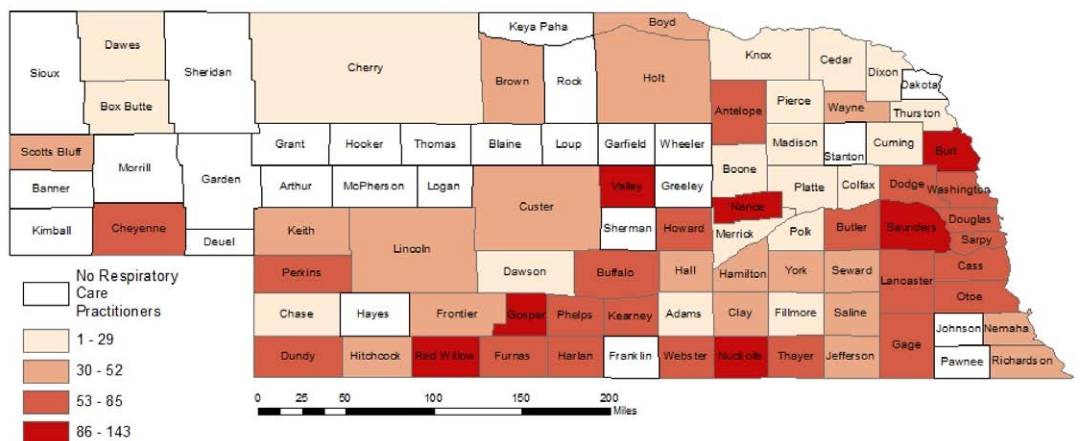 Keya Paha Boyd
Sioux Dawes Sheridan Cherry Brown Rock Holt Knox Cedar Dixon Dakota
Box Butte Antelope Pierce Wayne Thurston
Scotts Bluff Morrill Garden Grant Hooker Thomas Blaine Loup Garfield Wheeler Madison Stanton Cuming Burt
Banner Arthur McPherson Logan Custer Valley Greeley Boone Platte Colfax Dodge Washington
Kimball Cheyenne Deuel Keith Lincoln Sherman Howard Nance Merrick Polk Butler Saunders Douglas
Sarpy
Perkins Dawson Buffalo Hall Hamilton York Seward Lancaster Cass
Otoe
Chase Hayes Frontier Gosper Phelps Kearney Adams Clay Fillmore Saline Johnson Nemaha
Dundy Hitchcock Red Willow Furnas Harlan Franklin Webster Nuckolls Thayer Jefferson Gage Pawnee Richardson
No Respiratory
Care
Practitioners
1 - 29
30 - 52
53 - 85
86 - 143
0 25 50 100 150 200
Miles